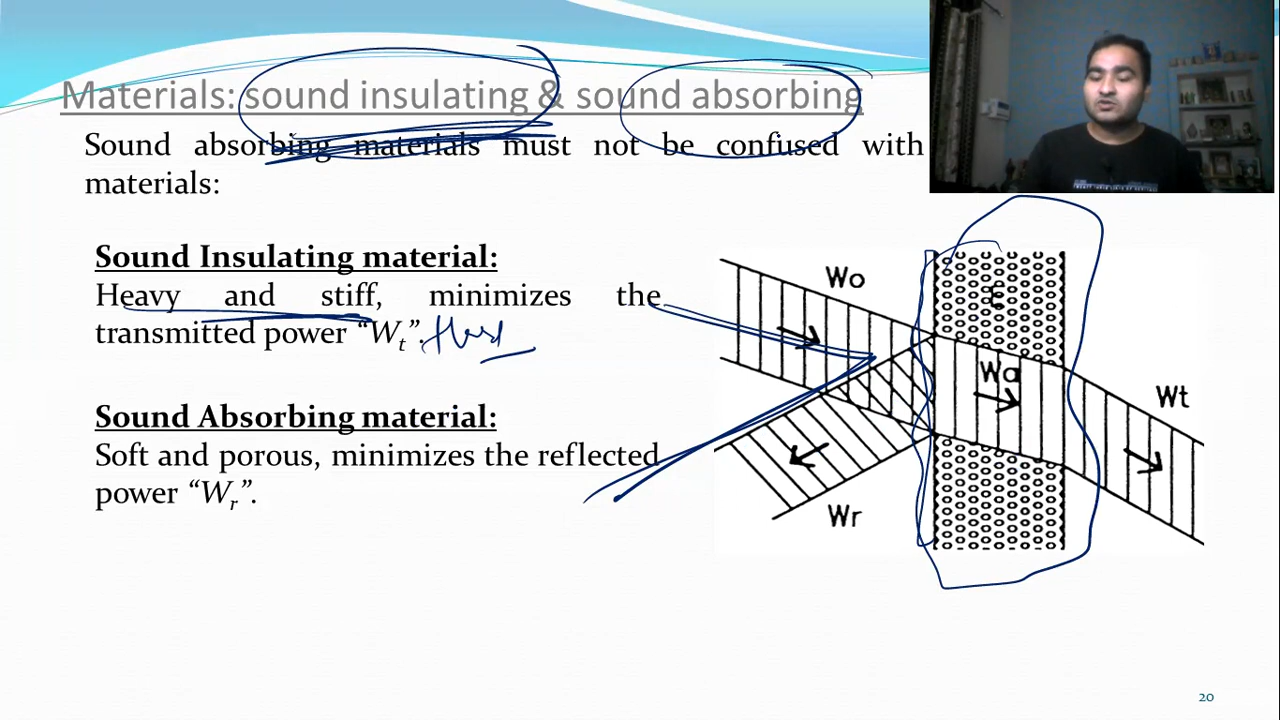 Materials: sound insulating & sound absorbing
Sound absorbing materials must not be confused with
materials:
Sound Insulating material:
Heavy and stiff, minimizes the
transmitted power “Wt”.
Sound Absorbing material:
Soft and porous, minimizes the reflected
power “Wr”.
Wo
E
Wa
Wt
Wr
20